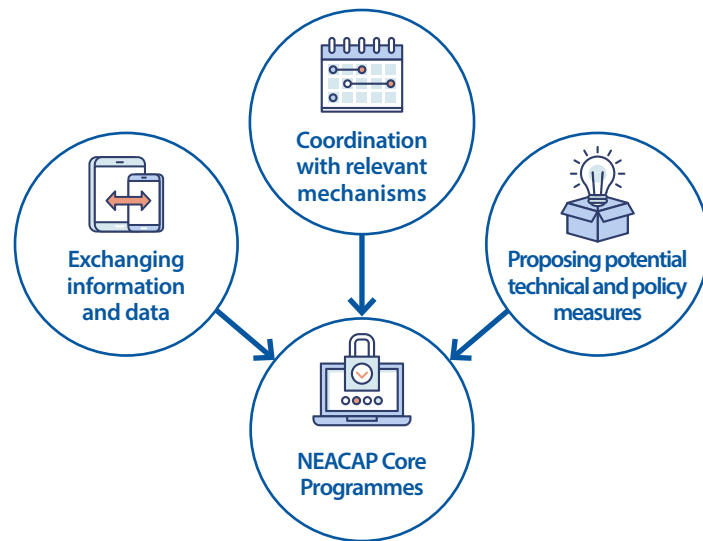 Coordination
with relevant
mechanisms
Exchanging
information
and data
Proposing potential
technical and policy
measures
NEACAP Core
Programmes